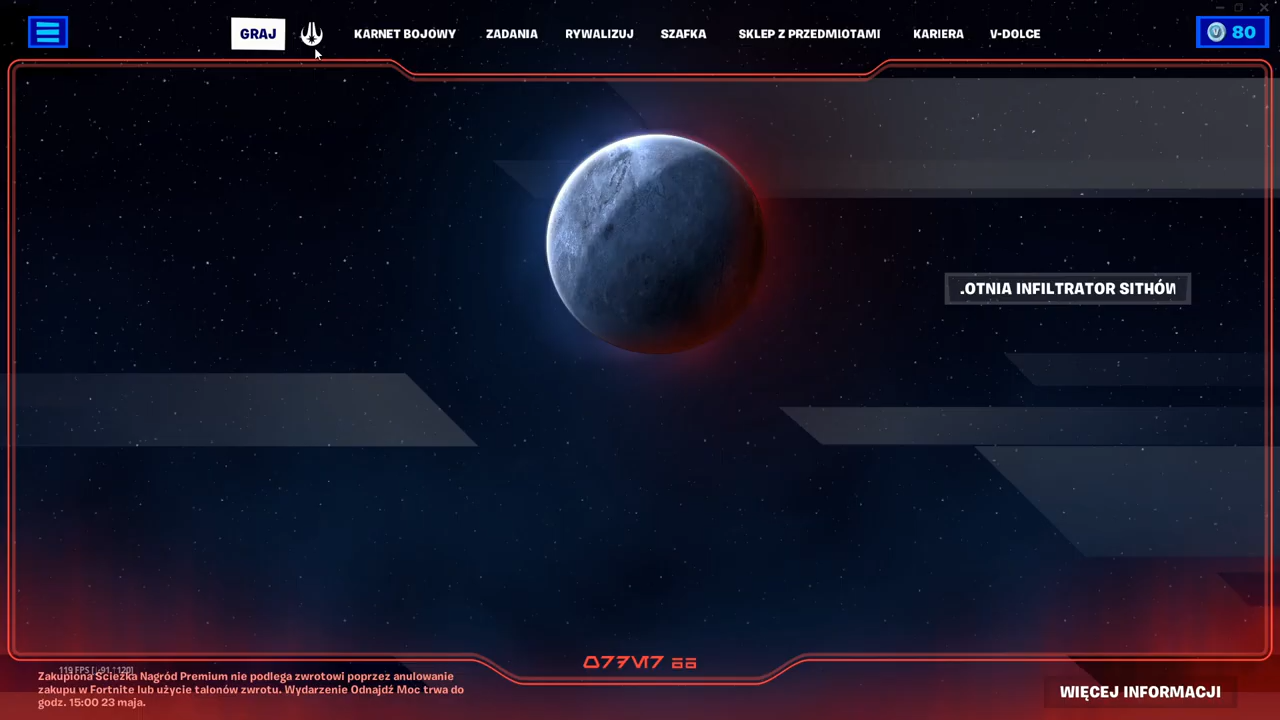 GRAJ
KARNET BOJOWY
ZADANIA
RYWALIZUJ
SZAFKA
SKLEP Z PRZEDMIOTAMI
KARIERA
V-DOLCE
80
INFILTRATOR
119 FPS
Zakupiona Ścieżka Nagród Premium nie podlega zwrotowi poprzez anulowanie
zakupu w Fortnite lub użycie talonów zwrotu. Wydarzenie Odnajdź Moc trwa do
godz. 15:00 23 maja.
WIĘCEJ INFORMACJI